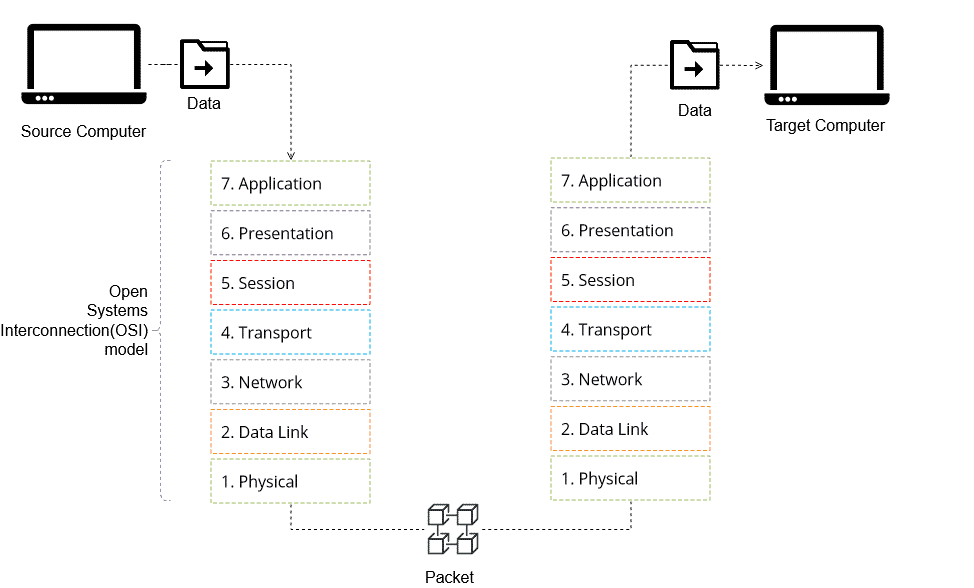 Data
Source Computer
Data
Target Computer
Open
Systems
Interconnection(OSI)
model
7. Application
6. Presentation
5. Session
4. Transport
3. Network
2. Data Link
1. Physical
7. Application
6. Presentation
5. Session
4. Transport
3. Network
2. Data Link
1. Physical
Packet